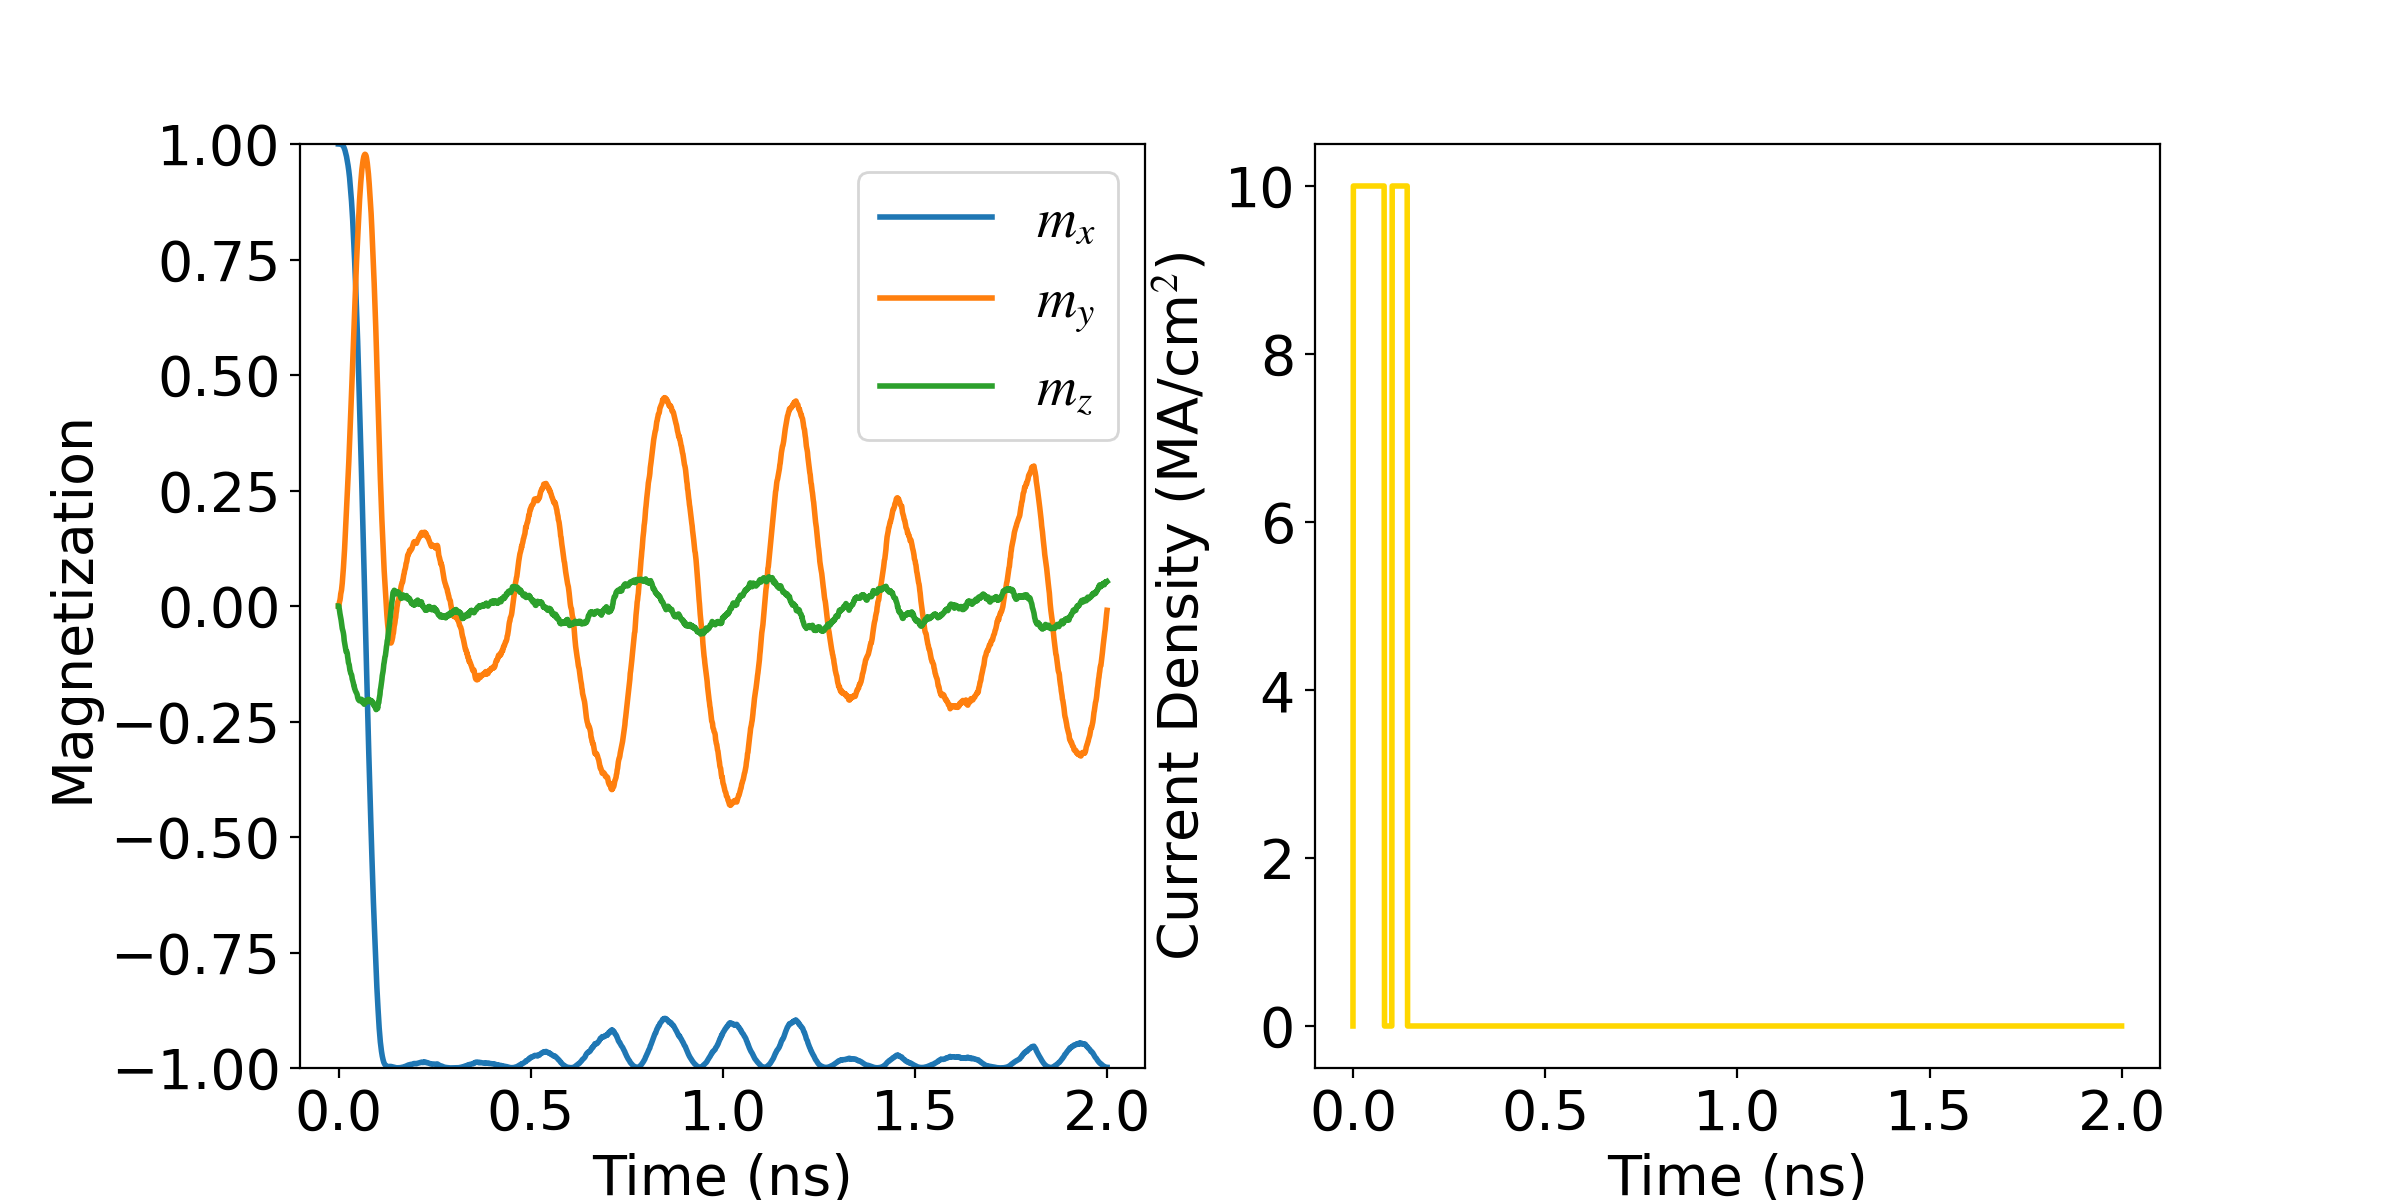 Magnetization
1.00
0.75
0.50
0.25
0.00
−0.25
−0.50
−0.75
−1.00
0.0 0.5 1.0 1.5 2.0
Time (ns)
m_x
m_y
m_z
Current Density (MA/cm²)
10
8
6
4
2
0
0.0 0.5 1.0 1.5 2.0
Time (ns)